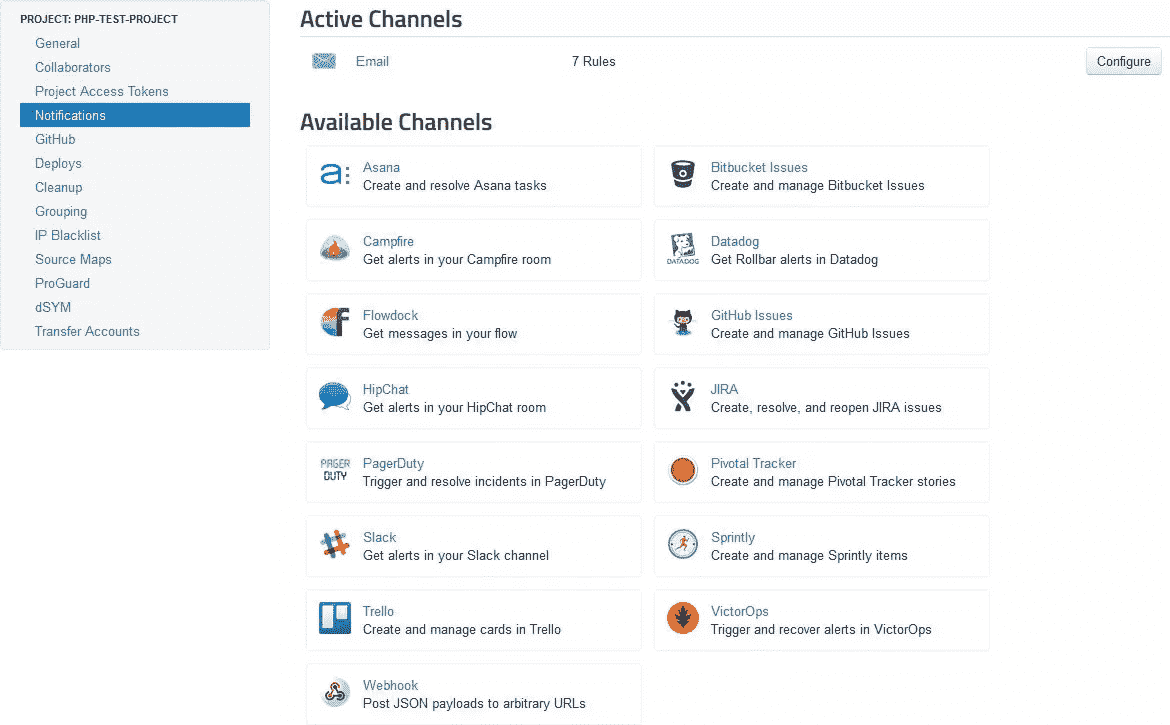 PROJECT: PHP-TEST-PROJECT
General
Collaborators
Project Access Tokens
Notifications
GitHub
Deploys
Cleanup
Grouping
IP Blacklist
Source Maps
ProGuard
dSYM
Transfer Accounts
Active Channels
Email 7 Rules Configure
Available Channels
a: Asana
Create and resolve Asana tasks
Bitbucket Issues
Create and manage Bitbucket Issues
Campfire
Get alerts in your Campfire room
DATADOG Datadog
Get Rollbar alerts in Datadog
Flowdock
Get messages in your flow
GitHub Issues
Create and manage GitHub Issues
HipChat
Get alerts in your HipChat room
JIRA
Create, resolve, and reopen JIRA issues
PAGER DUTY PagerDuty
Trigger and resolve incidents in PagerDuty
Pivotal Tracker
Create and manage Pivotal Tracker stories
Slack
Get alerts in your Slack channel
Sprintly
Create and manage Sprintly items
Trello
Create and manage cards in Trello
VictorOps
Trigger and recover alerts in VictorOps
Webhook
Post JSON payloads to arbitrary URLs